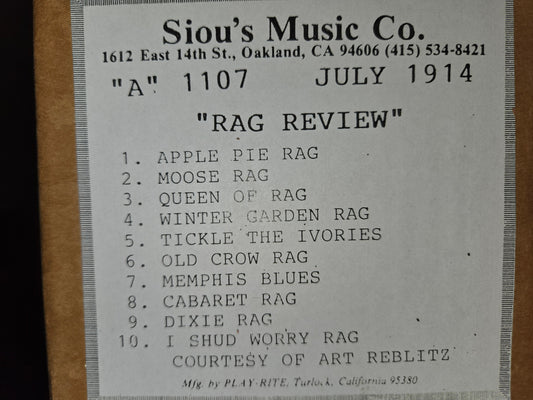 Siou's Music Co.
1612 East 14th St., Oakland, CA 94606 (415) 534-8421
"A" 1107 JULY 1914
"RAG REVIEW"
1. APPLE PIE RAG
2. MOOSE RAG
3. QUEEN OF RAG
4. WINTER GARDEN RAG
5. TICKLE THE IVORIES
6. OLD CROW RAG
7. MEMPHIS BLUES
8. CABARET RAG
9. DIXIE RAG
10. I SHUD WORRY RAG
COURTESY OF ART REBLITZ
Mfg. by PLAY-RITE, Turlock, California 95380